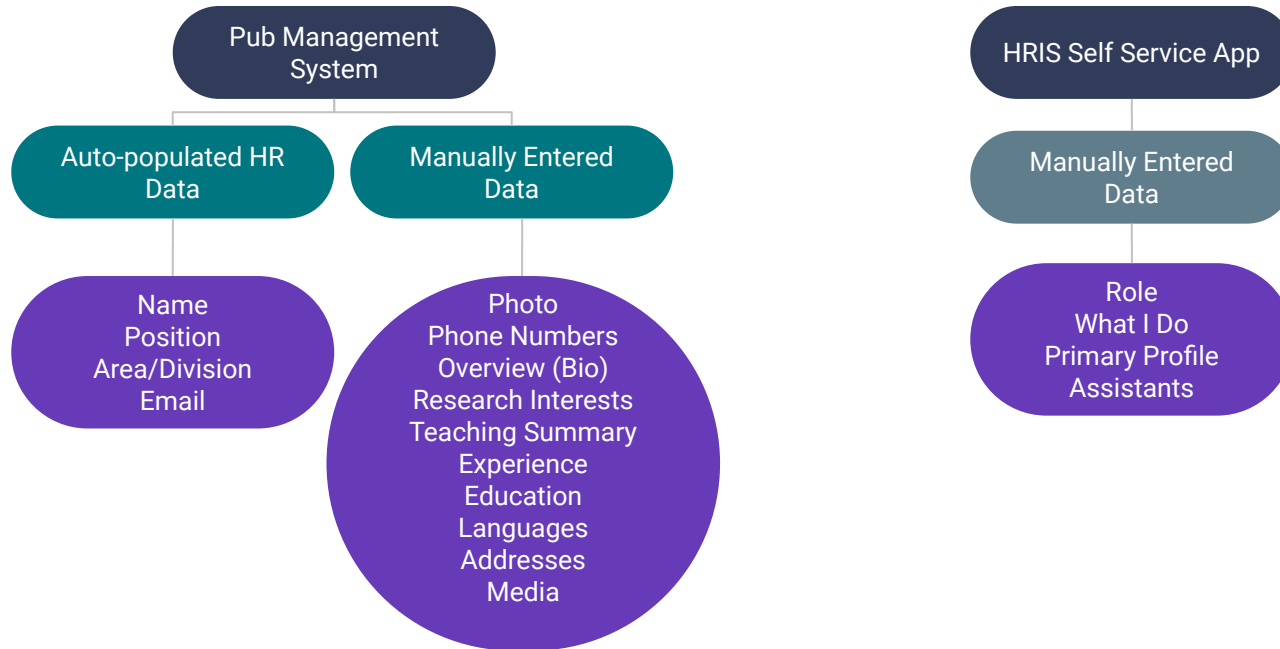 Pub Management
System
Auto-populated HR
Data
Manually Entered
Data
Name
Position
Area/Division
Email
Photo
Phone Numbers
Overview (Bio)
Research Interests
Teaching Summary
Experience
Education
Languages
Addresses
Media
HRIS Self Service App
Manually Entered
Data
Role
What I Do
Primary Profile
Assistants